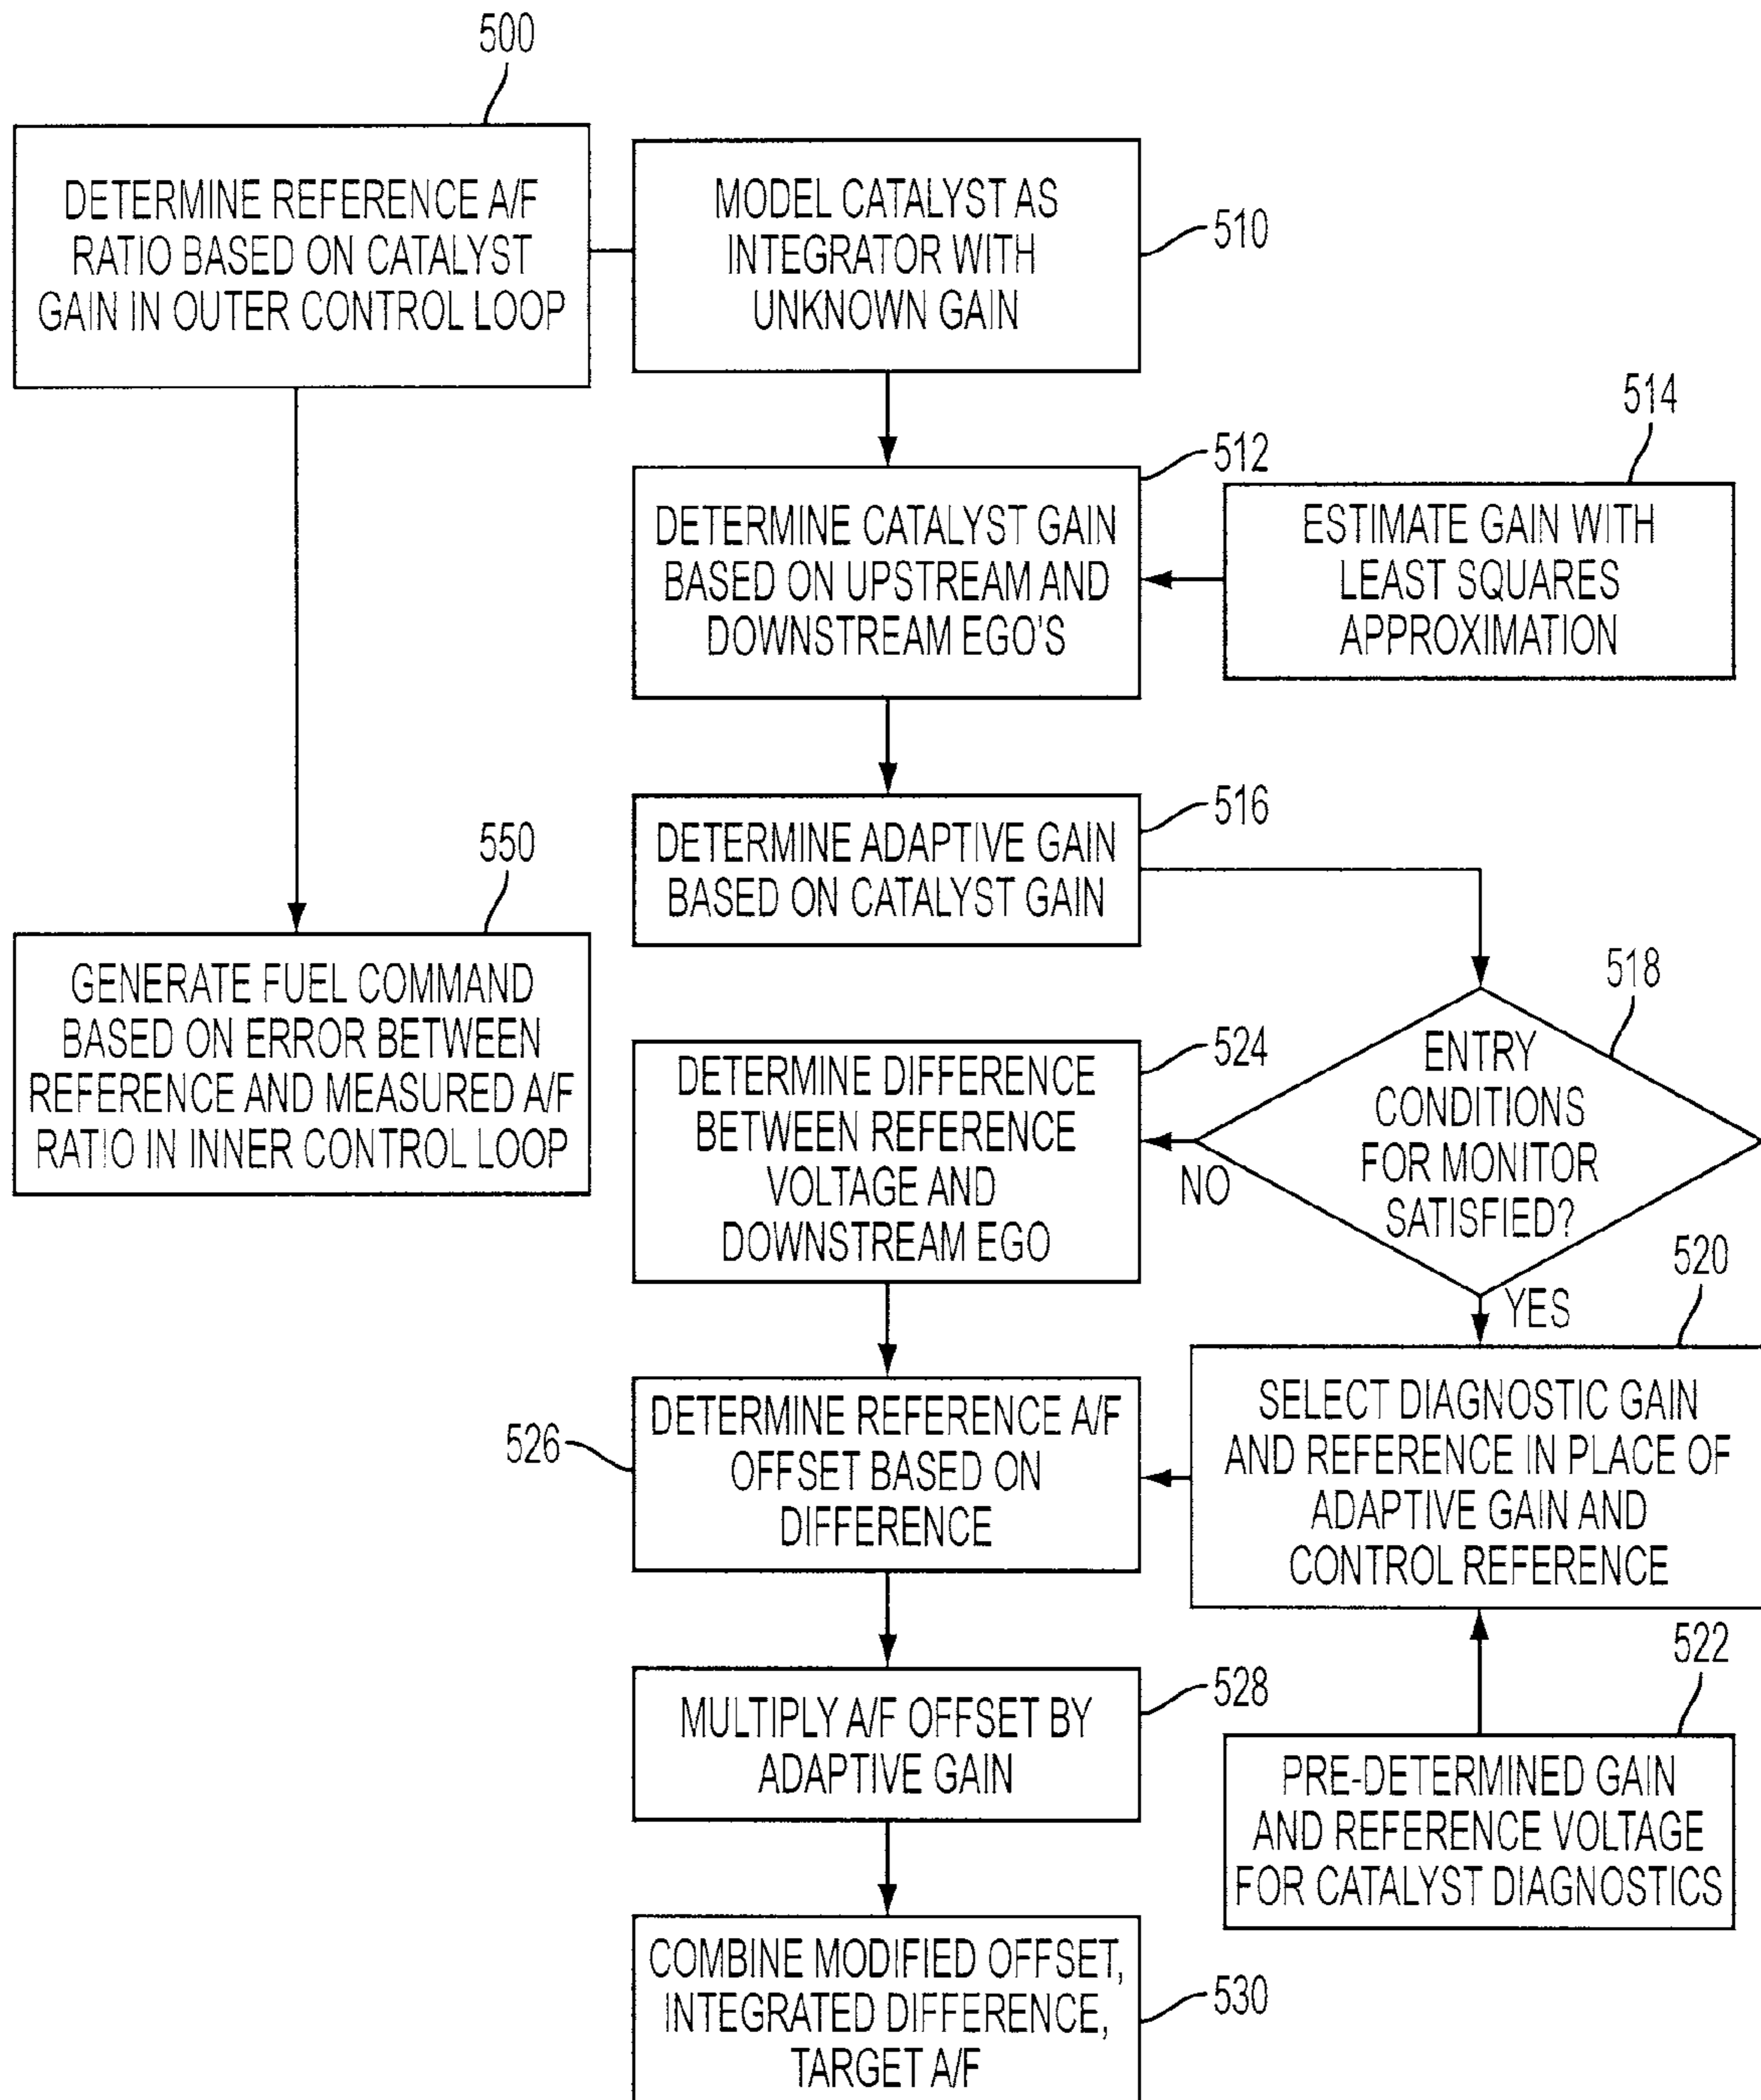 500
DETERMINE REFERENCE A/F
RATIO BASED ON CATALYST
GAIN IN OUTER CONTROL LOOP
MODEL CATALYST AS
INTEGRATOR WITH
UNKNOWN GAIN
510
512
DETERMINE CATALYST GAIN
BASED ON UPSTREAM AND
DOWNSTREAM EGO'S
514
ESTIMATE GAIN WITH
LEAST SQUARES
APPROXIMATION
516
DETERMINE ADAPTIVE GAIN
BASED ON CATALYST GAIN
550
GENERATE FUEL COMMAND
BASED ON ERROR BETWEEN
REFERENCE AND MEASURED A/F
RATIO IN INNER CONTROL LOOP
518
ENTRY
CONDITIONS
FOR MONITOR
SATISFIED?
NO
YES
524
DETERMINE DIFFERENCE
BETWEEN REFERENCE
VOLTAGE AND
DOWNSTREAM EGO
520
SELECT DIAGNOSTIC GAIN
AND REFERENCE IN PLACE OF
ADAPTIVE GAIN AND
CONTROL REFERENCE
526
DETERMINE REFERENCE A/F
OFFSET BASED ON
DIFFERENCE
522
PRE-DETERMINED GAIN
AND REFERENCE VOLTAGE
FOR CATALYST DIAGNOSTICS
528
MULTIPLY A/F OFFSET BY
ADAPTIVE GAIN
COMBINE MODIFIED OFFSET,
INTEGRATED DIFFERENCE,
TARGET A/F
530